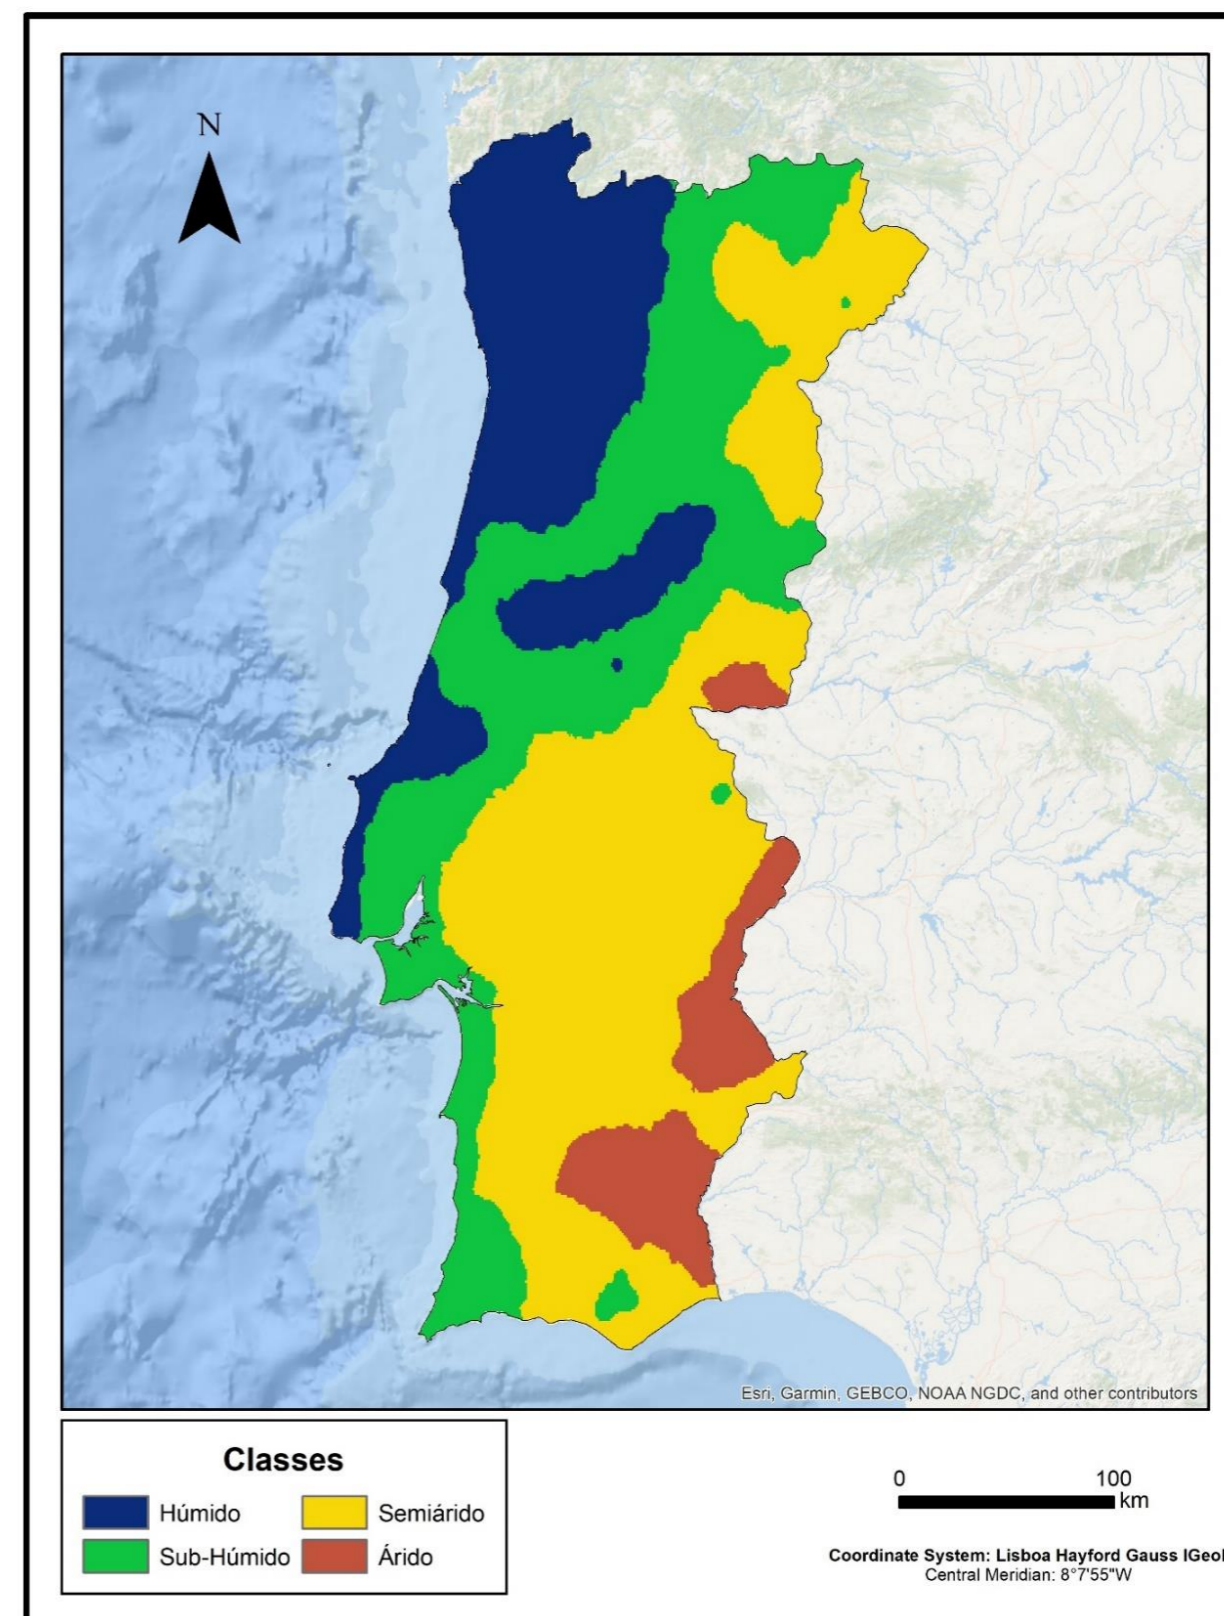 N
Esri, Garmin, GEBCO, NOAA NGDC, and other contributors
Classes
Húmido
Semiárido
Sub-Húmido
Árido
0 100
km
Coordinate System: Lisboa Hayford Gauss IGeo
Central Meridian: 8°7'55"W